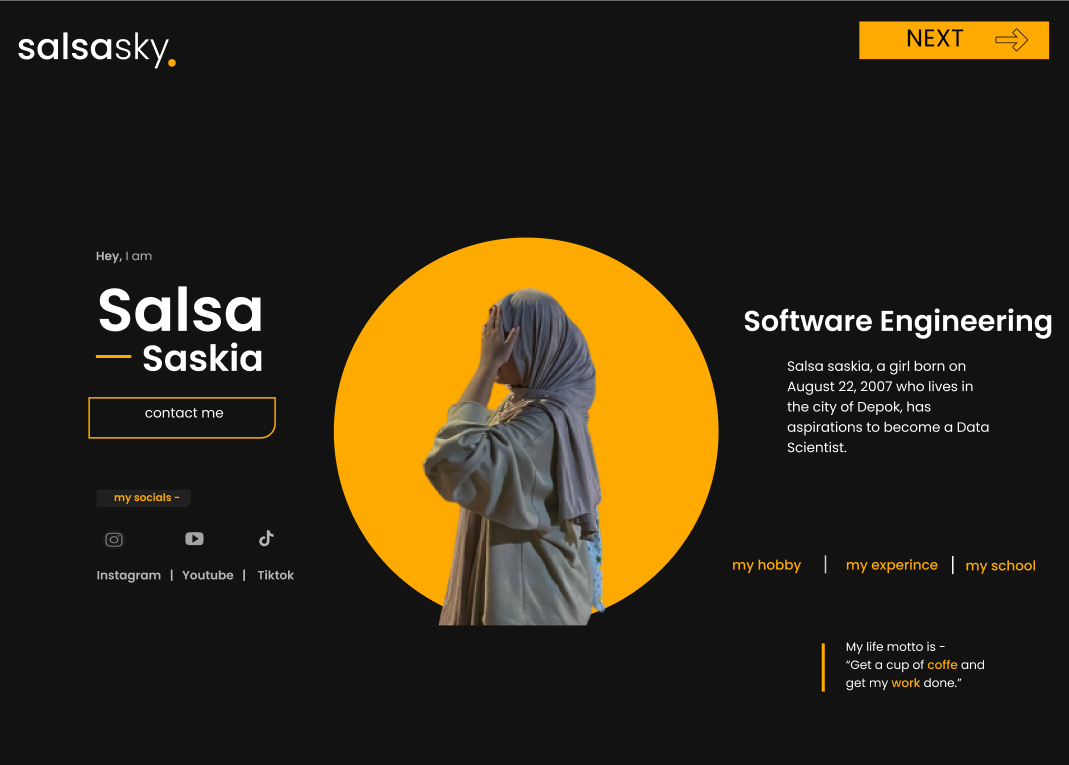 salsasky.
NEXT
Hey, I am
Salsa
Saskia
contact me
my socials -
Instagram | Youtube | Tiktok
Software Engineering
Salsa saskia, a girl born on
August 22, 2007 who lives in
the city of Depok, has
aspirations to become a Data
Scientist.
my hobby | my experince | my school
My life motto is -
“Get a cup of coffe and
get my work done.”